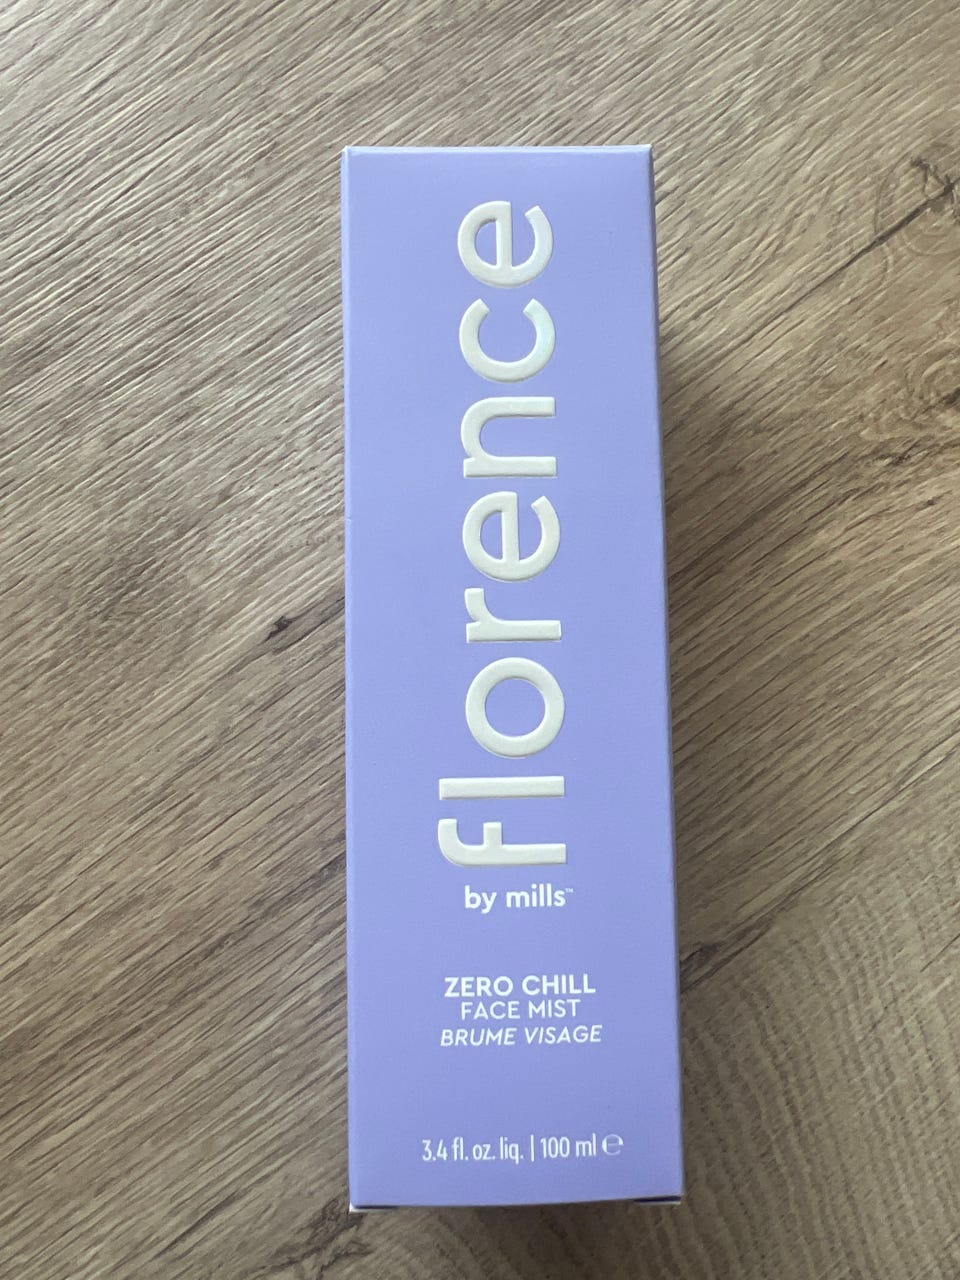 florence
by mills™
ZERO CHILL
FACE MIST
BRUME VISAGE
3.4 fl. oz. liq. | 100 ml ℮